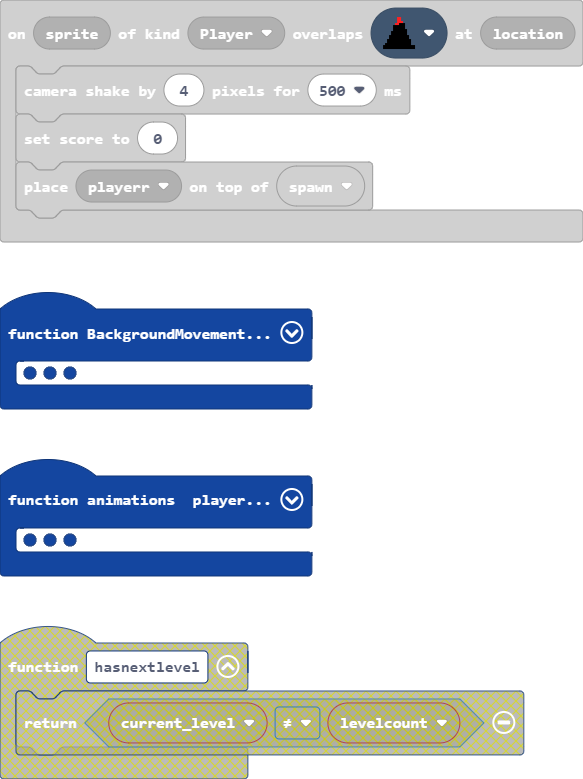 on sprite of kind Player overlaps at location
camera shake by 4 pixels for 500 ms
set score to 0
place playerr on top of spawn
function BackgroundMovement...
function animations player...
function hasnextlevel
return current_level ≠ levelcount